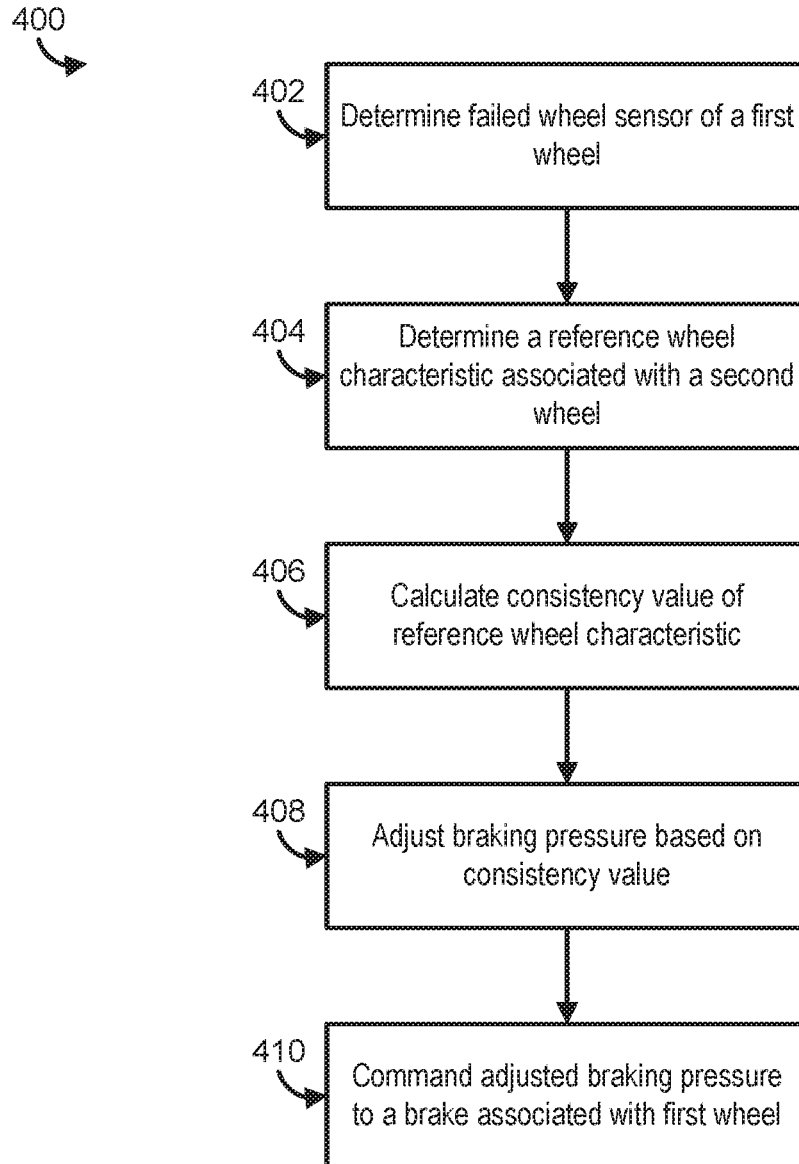 400
402
Determine failed wheel sensor of a first
wheel
404
Determine a reference wheel
characteristic associated with a second
wheel
406
Calculate consistency value of
reference wheel characteristic
408
Adjust braking pressure based on
consistency value
410
Command adjusted braking pressure
to a brake associated with first wheel